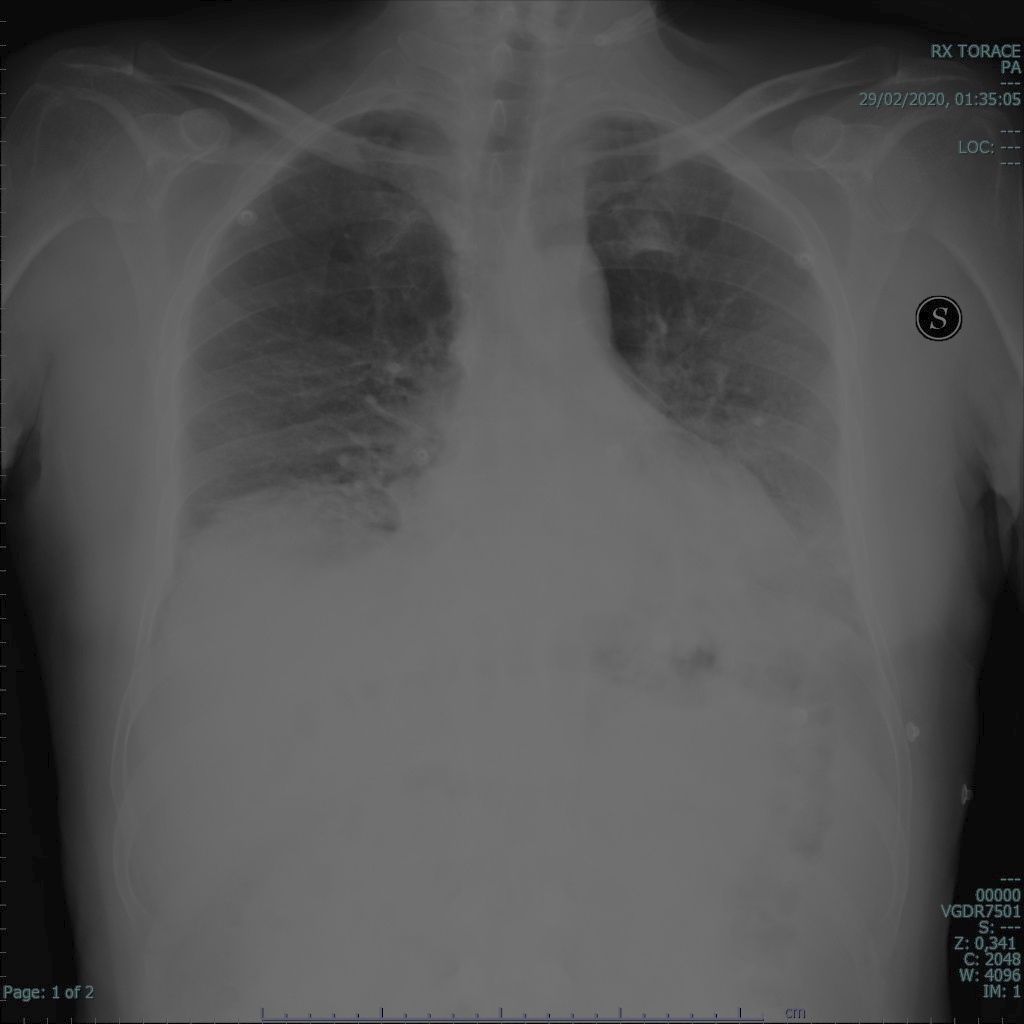 RX TORACE
PA
---
29/02/2020, 01:35:05
---
LOC: ---
---
S
---
00000
VGDR7501
S: ---
Z: 0,341
C: 2048
W: 4096
IM: 1
Page: 1 of 2
cm